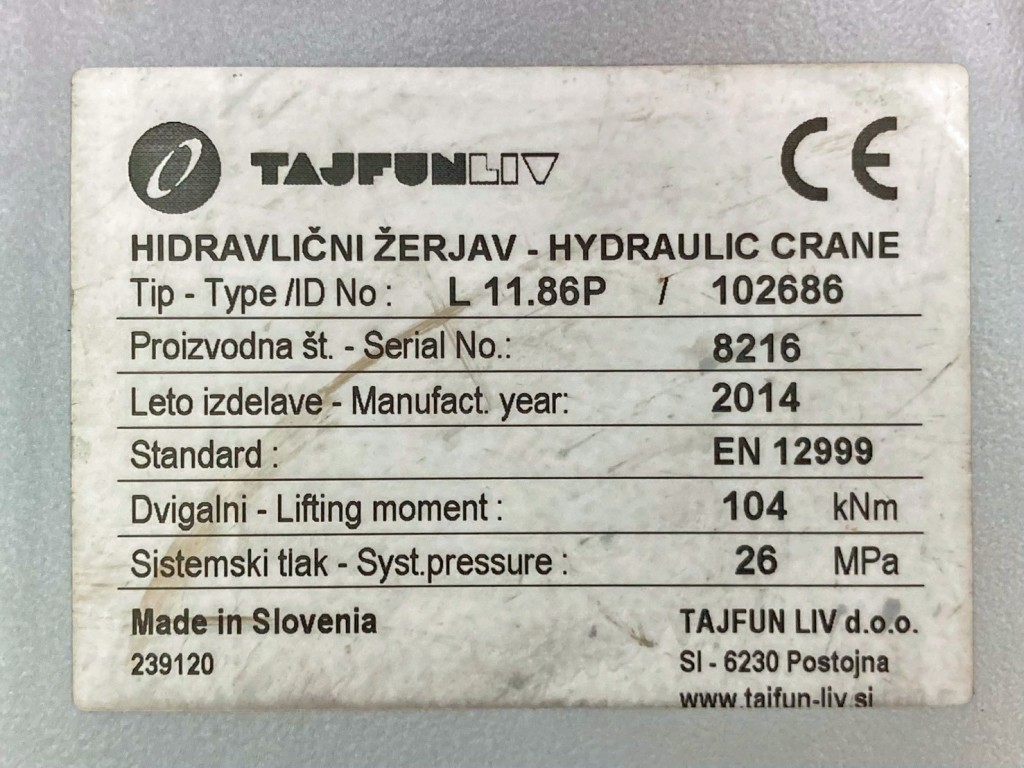 TAJFUNLIV CE
HIDRAVLIČNI ŽERJAV - HYDRAULIC CRANE
Tip - Type /ID No : L 11.86P / 102686
Proizvodna št. - Serial No.: 8216
Leto izdelave - Manufact. year: 2014
Standard : EN 12999
Dvigalni - Lifting moment : 104 kNm
Sistemski tlak - Syst.pressure : 26 MPa
Made in Slovenia TAJFUN LIV d.o.o.
239120 SI - 6230 Postojna
www.tajfun-liv.si